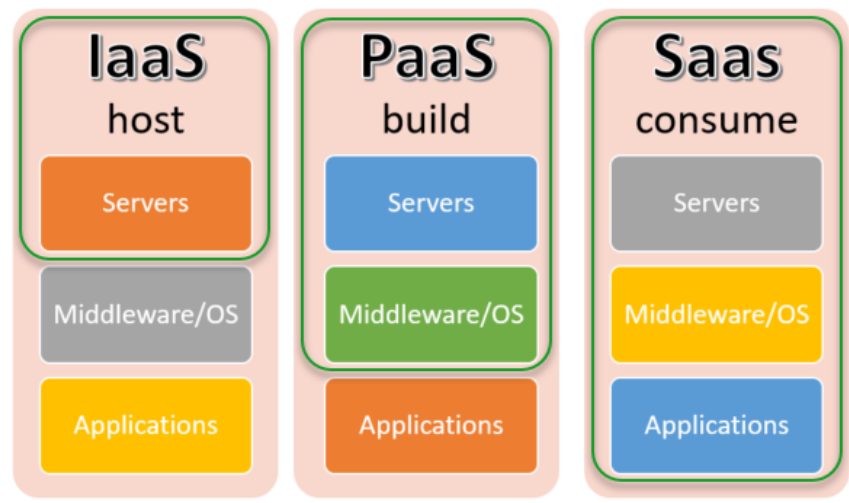 IaaS
host
Servers
Middleware/OS
Applications
PaaS
build
Servers
Middleware/OS
Applications
Saas
consume
Servers
Middleware/OS
Applications